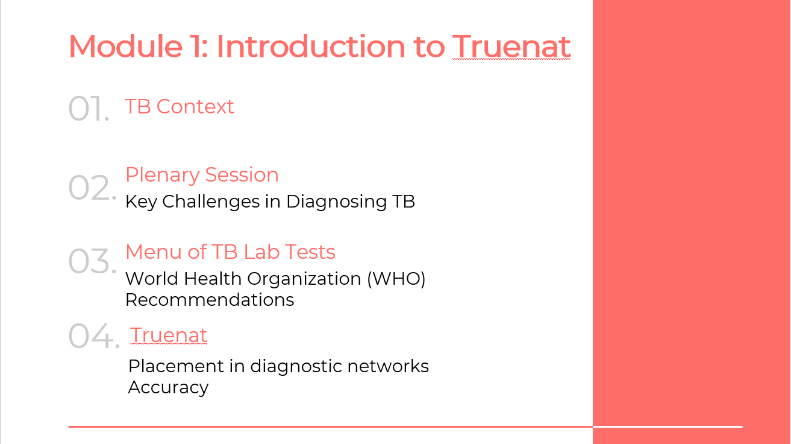 Module 1: Introduction to Truenat
01. TB Context
02. Plenary Session
Key Challenges in Diagnosing TB
03. Menu of TB Lab Tests
World Health Organization (WHO)
Recommendations
04. Truenat
Placement in diagnostic networks
Accuracy